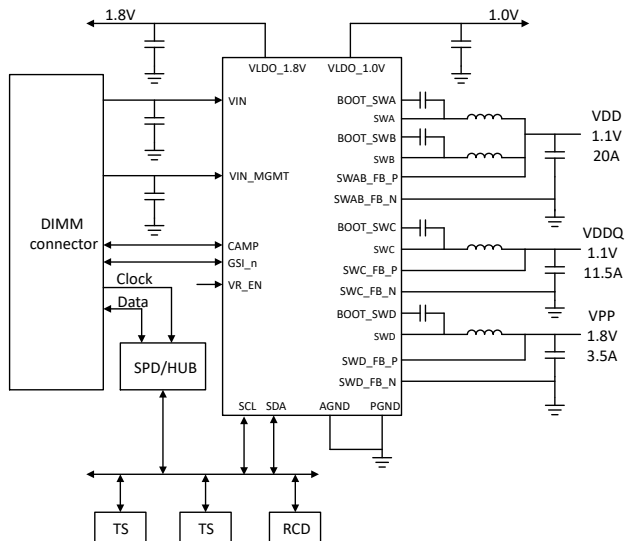 1.8V
1.0V
VLDO_1.8V
VLDO_1.0V
VIN
VIN_MGMT
DIMM
connector
CAMP
GSI_n
VR_EN
Clock
Data
SPD/HUB
BOOT_SWA
SWA
BOOT_SWB
SWB
SWAB_FB_P
SWAB_FB_N
BOOT_SWC
SWC
SWC_FB_P
SWC_FB_N
BOOT_SWD
SWD
SWD_FB_P
SWD_FB_N
VDD
1.1V
20A
VDDQ
1.1V
11.5A
VPP
1.8V
3.5A
SCL
SDA
AGND
PGND
TS
TS
RCD